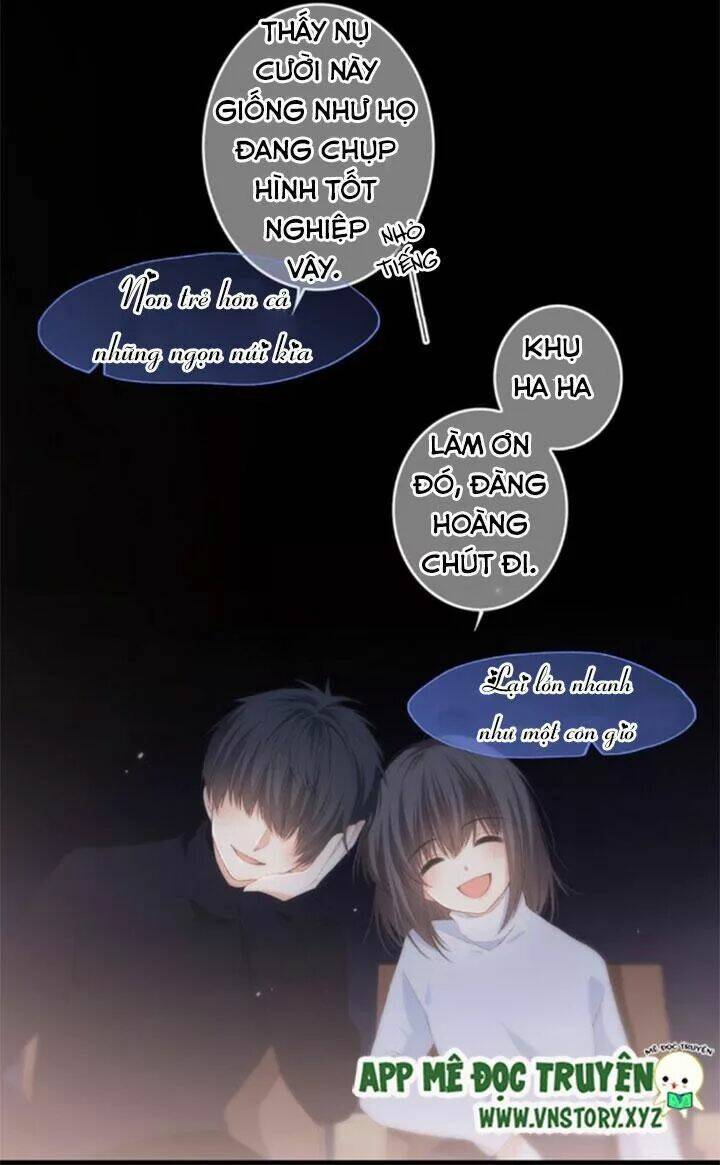 THẤY NỤ
CƯỜI NÀY
GIỐNG NHƯ HỌ
ĐANG CHỤP
HÌNH TỐT
NGHIỆP
VẬY.
NHỎ
TIẾNG
Non trẻ hơn cả
những ngọn núi kia
KHỤ
HA HA
LÀM ƠN
ĐÓ, ĐÀNG
HOÀNG
CHÚT ĐI.
Lại lớn nhanh
như một cơn gió
MÊ ĐỌC TRUYỆN
APP MÊ ĐỌC TRUYỆN
WWW.VNSTORY.XYZ